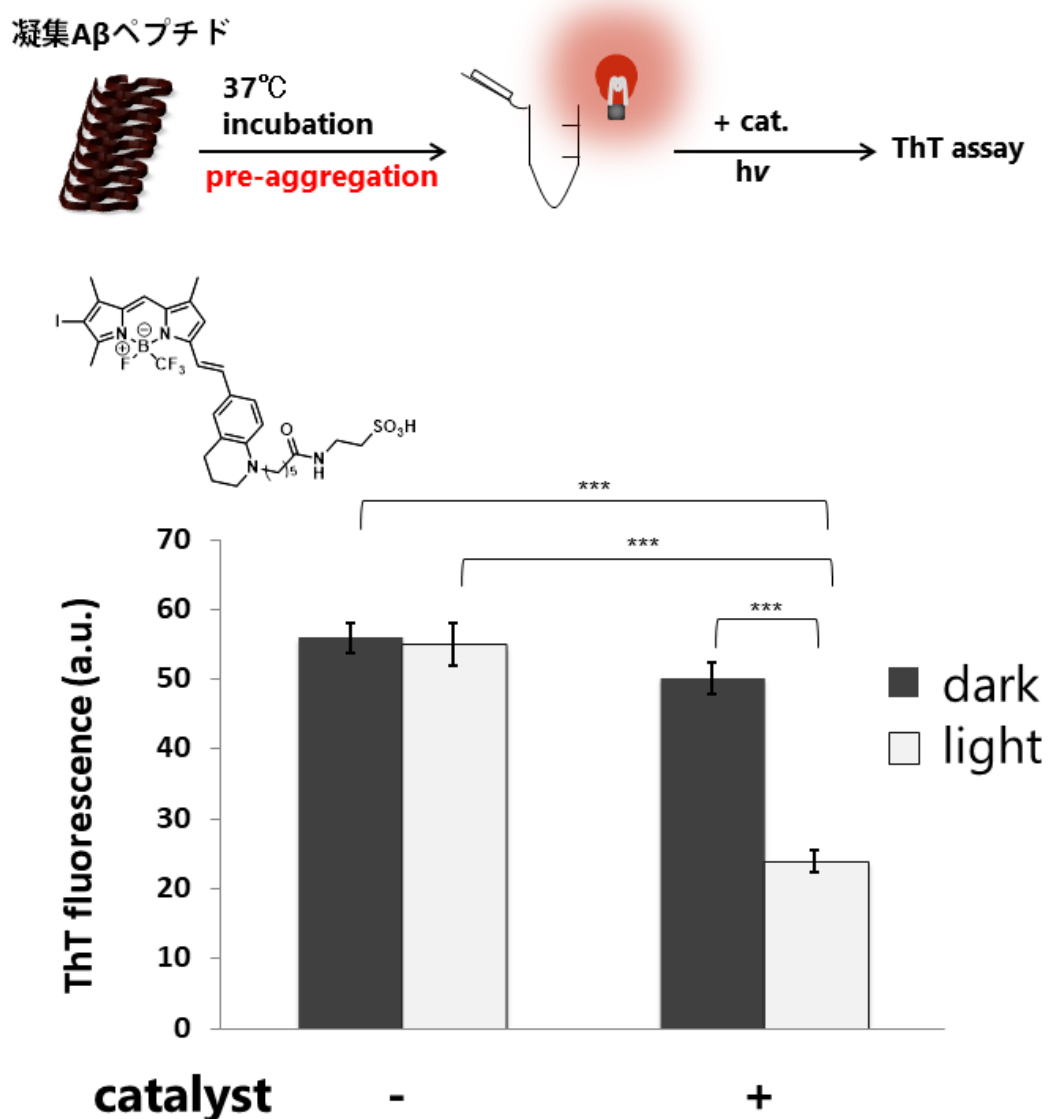 凝集Aβペプチド
37℃
incubation
pre-aggregation
+ cat.
hν
ThT assay
I
N
N
⊕
⊖
B
F
CF3
N
5
O
N
H
SO3H
***
***
***
ThT fluorescence (a.u.)
70
60
50
40
30
20
10
0
dark
light
catalyst - +